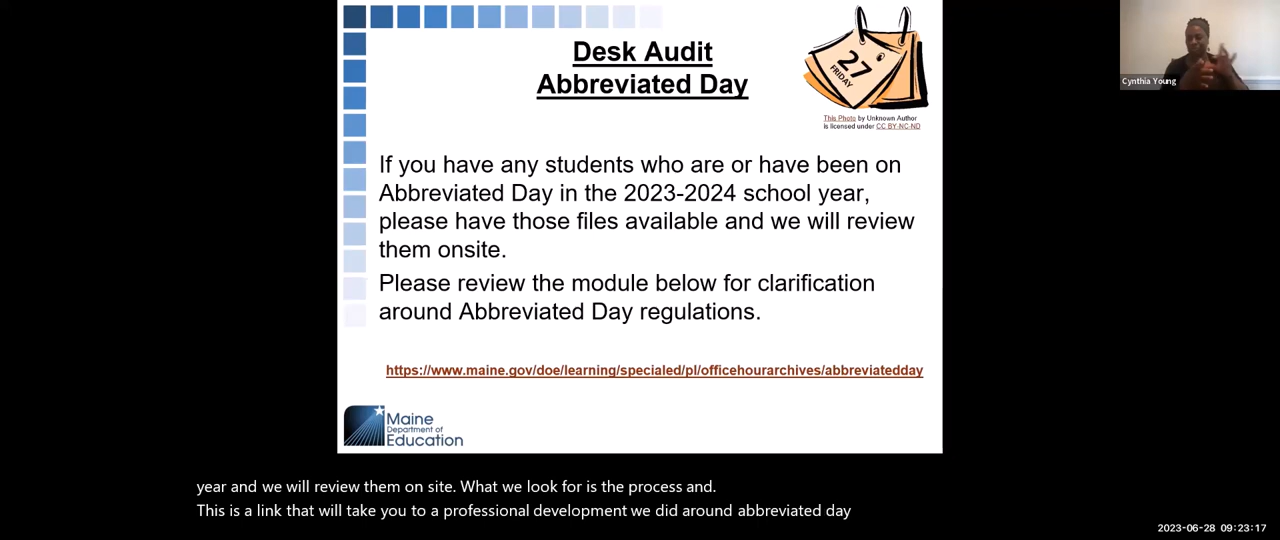 Desk Audit
Abbreviated Day
27
FRIDAY
This Photo by Unknown Author
is licensed under CC BY-NC-ND
Cynthia Young
If you have any students who are or have been on
Abbreviated Day in the 2023-2024 school year,
please have those files available and we will review
them onsite.
Please review the module below for clarification
around Abbreviated Day regulations.
https://www.maine.gov/doe/learning/specialed/pl/officehourarchives/abbreviatedday
Maine
Department of
Education
year and we will review them on site. What we look for is the process and.
This is a link that will take you to a professional development we did around abbreviated day
2023-06-28 09:23:17